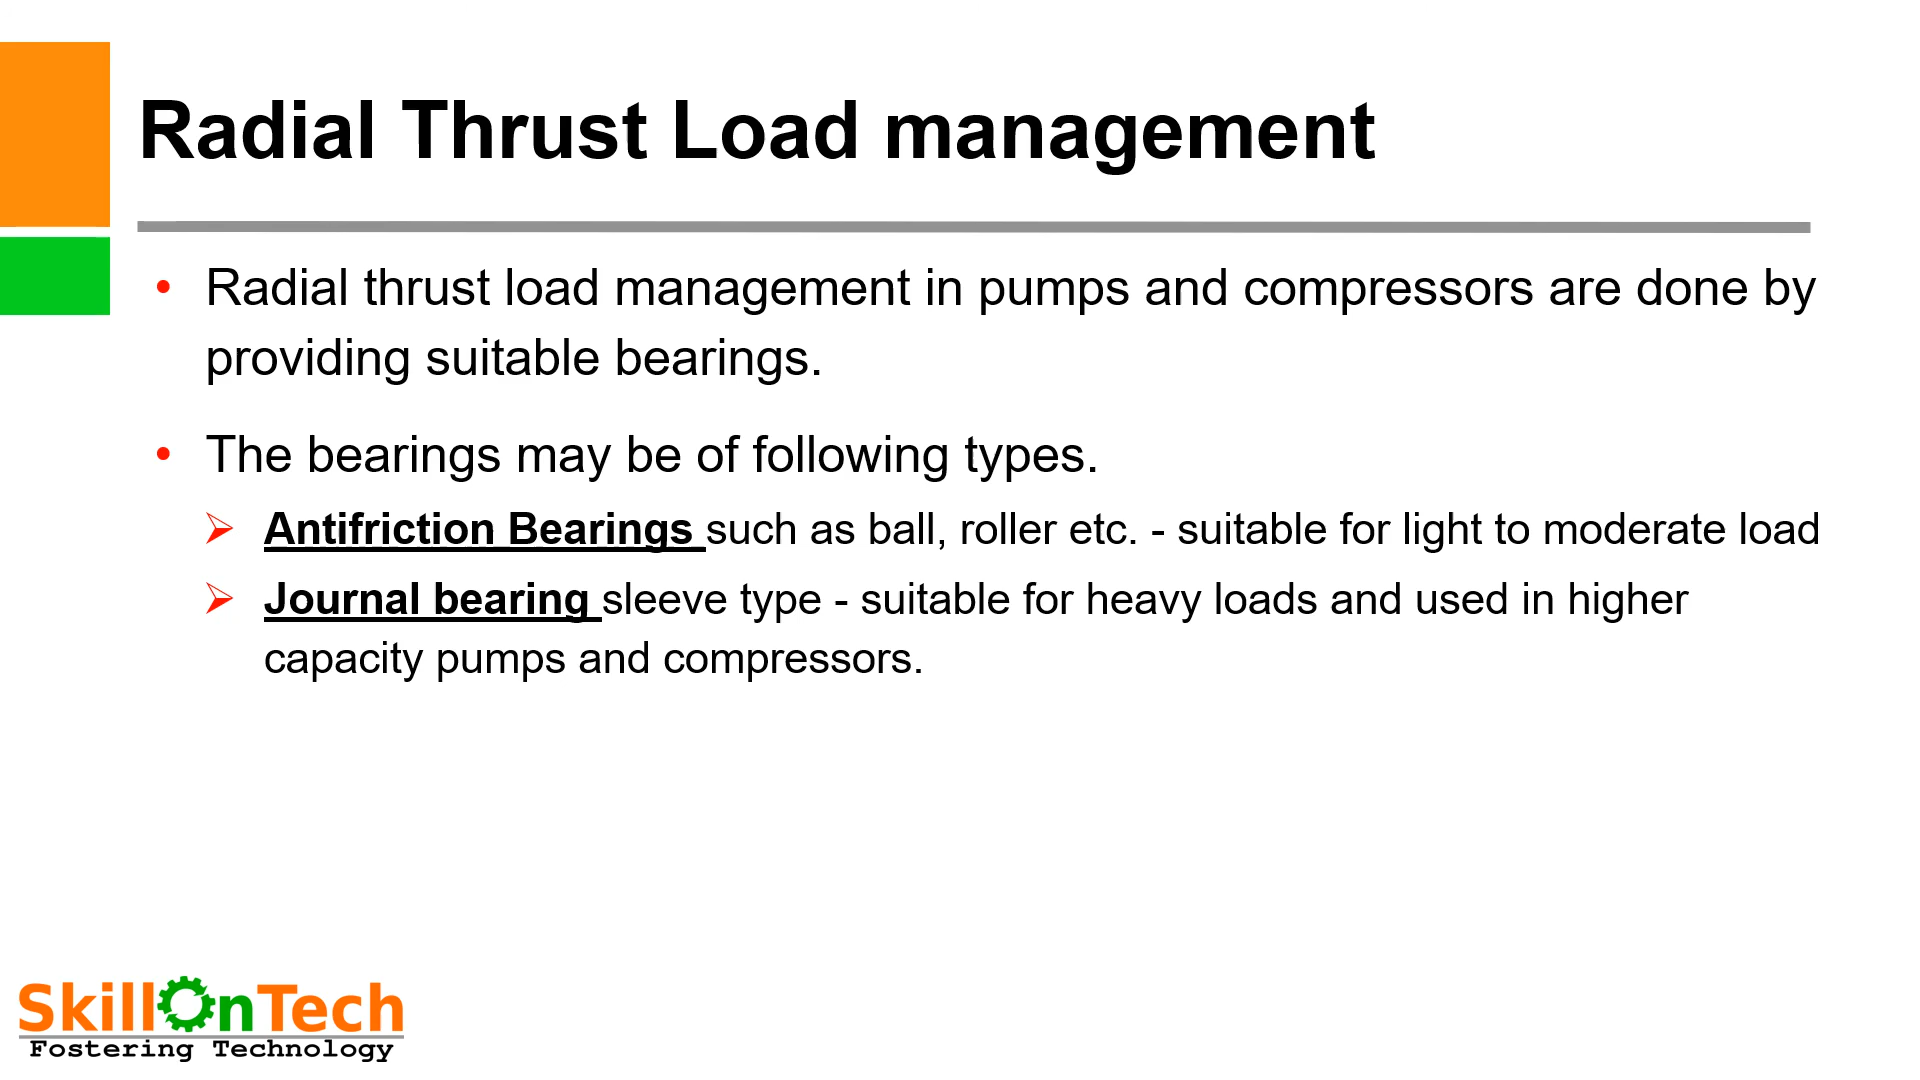 Radial Thrust Load management
• Radial thrust load management in pumps and compressors are done by
providing suitable bearings.
• The bearings may be of following types.
➢ Antifriction Bearings such as ball, roller etc. - suitable for light to moderate load
➢ Journal bearing sleeve type - suitable for heavy loads and used in higher
capacity pumps and compressors.
SkillOnTech
Fostering Technology